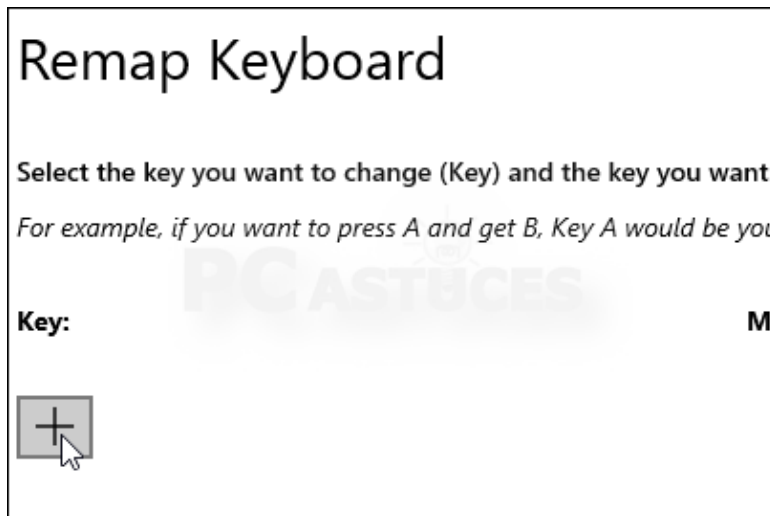 Remap Keyboard
Select the key you want to change (Key) and the key you want
For example, if you want to press A and get B, Key A would be you
PC ASTUCES
Key: M